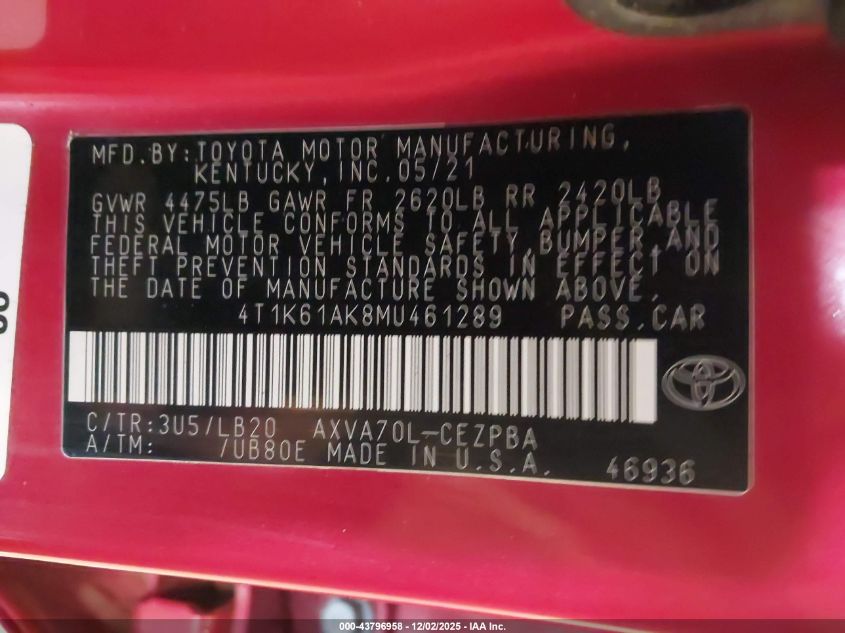 MFD.BY:TOYOTA MOTOR MANUFACTURING,
KENTUCKY,INC.05/21
GVWR 4475LB GAWR FR 2620LB RR 2420LB
THIS VEHICLE CONFORMS TO ALL APPLICABLE
FEDERAL MOTOR VEHICLE SAFETY,BUMPER,AND
THEFT PREVENTION STANDARDS IN EFFECT ON
THE DATE OF MANUFACTURE SHOWN ABOVE.
4T1K61AK8MU461289 PASS.CAR
C/TR:3U5/LB20 AXVA70L-CEZPBA
A/TM: /UB80E MADE IN U.S.A. 46936
000-43796958 - 12/02/2025 - IAA Inc.